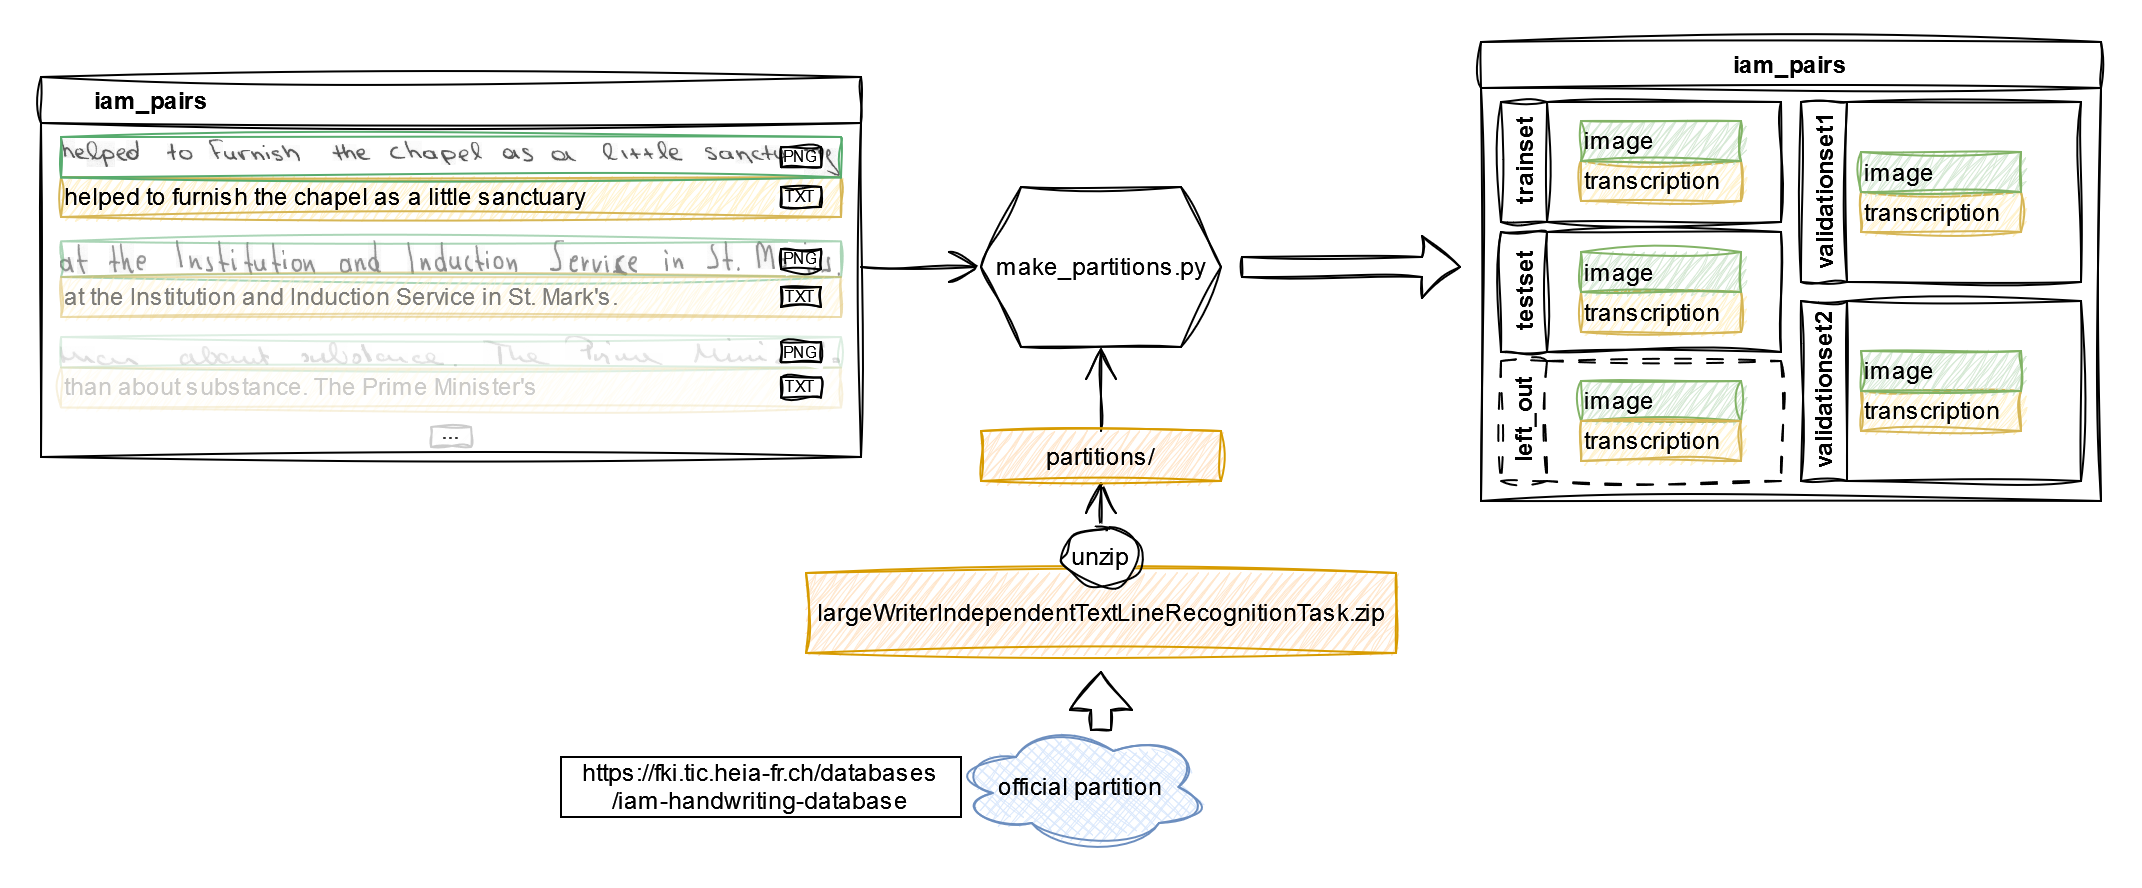 iam_pairs
helped to furnish the chapel as a little sanctuary
PNG
helped to furnish the chapel as a little sanctuary
TXT
at the Institution and Induction Service in St. Mark's.
PNG
at the Institution and Induction Service in St. Mark's.
TXT
than about substance. The Prime Minister's
PNG
than about substance. The Prime Minister's
TXT
...
make_partitions.py
partitions/
unzip
largeWriterIndependentTextLineRecognitionTask.zip
https://fki.tic.heia-fr.ch/databases
/iam-handwriting-database
official partition
iam_pairs
trainset
image
transcription
testset
image
transcription
left_out
image
transcription
validationset1
image
transcription
validationset2
image
transcription